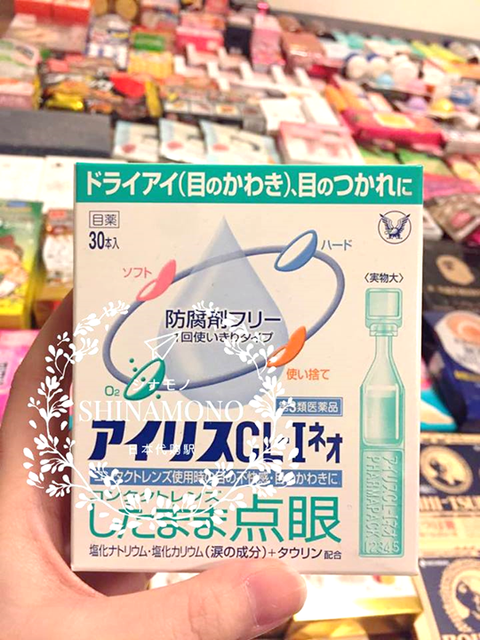 ドライアイ(目のかわき)、目のつかれに
目薬
30本入
ソフト
ハード
〈実物大〉
防腐剤フリー
1回使いきりタイプ
O₂
使い捨て
シナモノ
SHINAMONO
第3類医薬品
アイリスCL-Iネオ
コンタクトレンズ使用時の目の不快感・目のかわきに
コンタクトレンズ
したまま点眼
塩化ナトリウム・塩化カリウム(涙の成分)+タウリン配合
12345